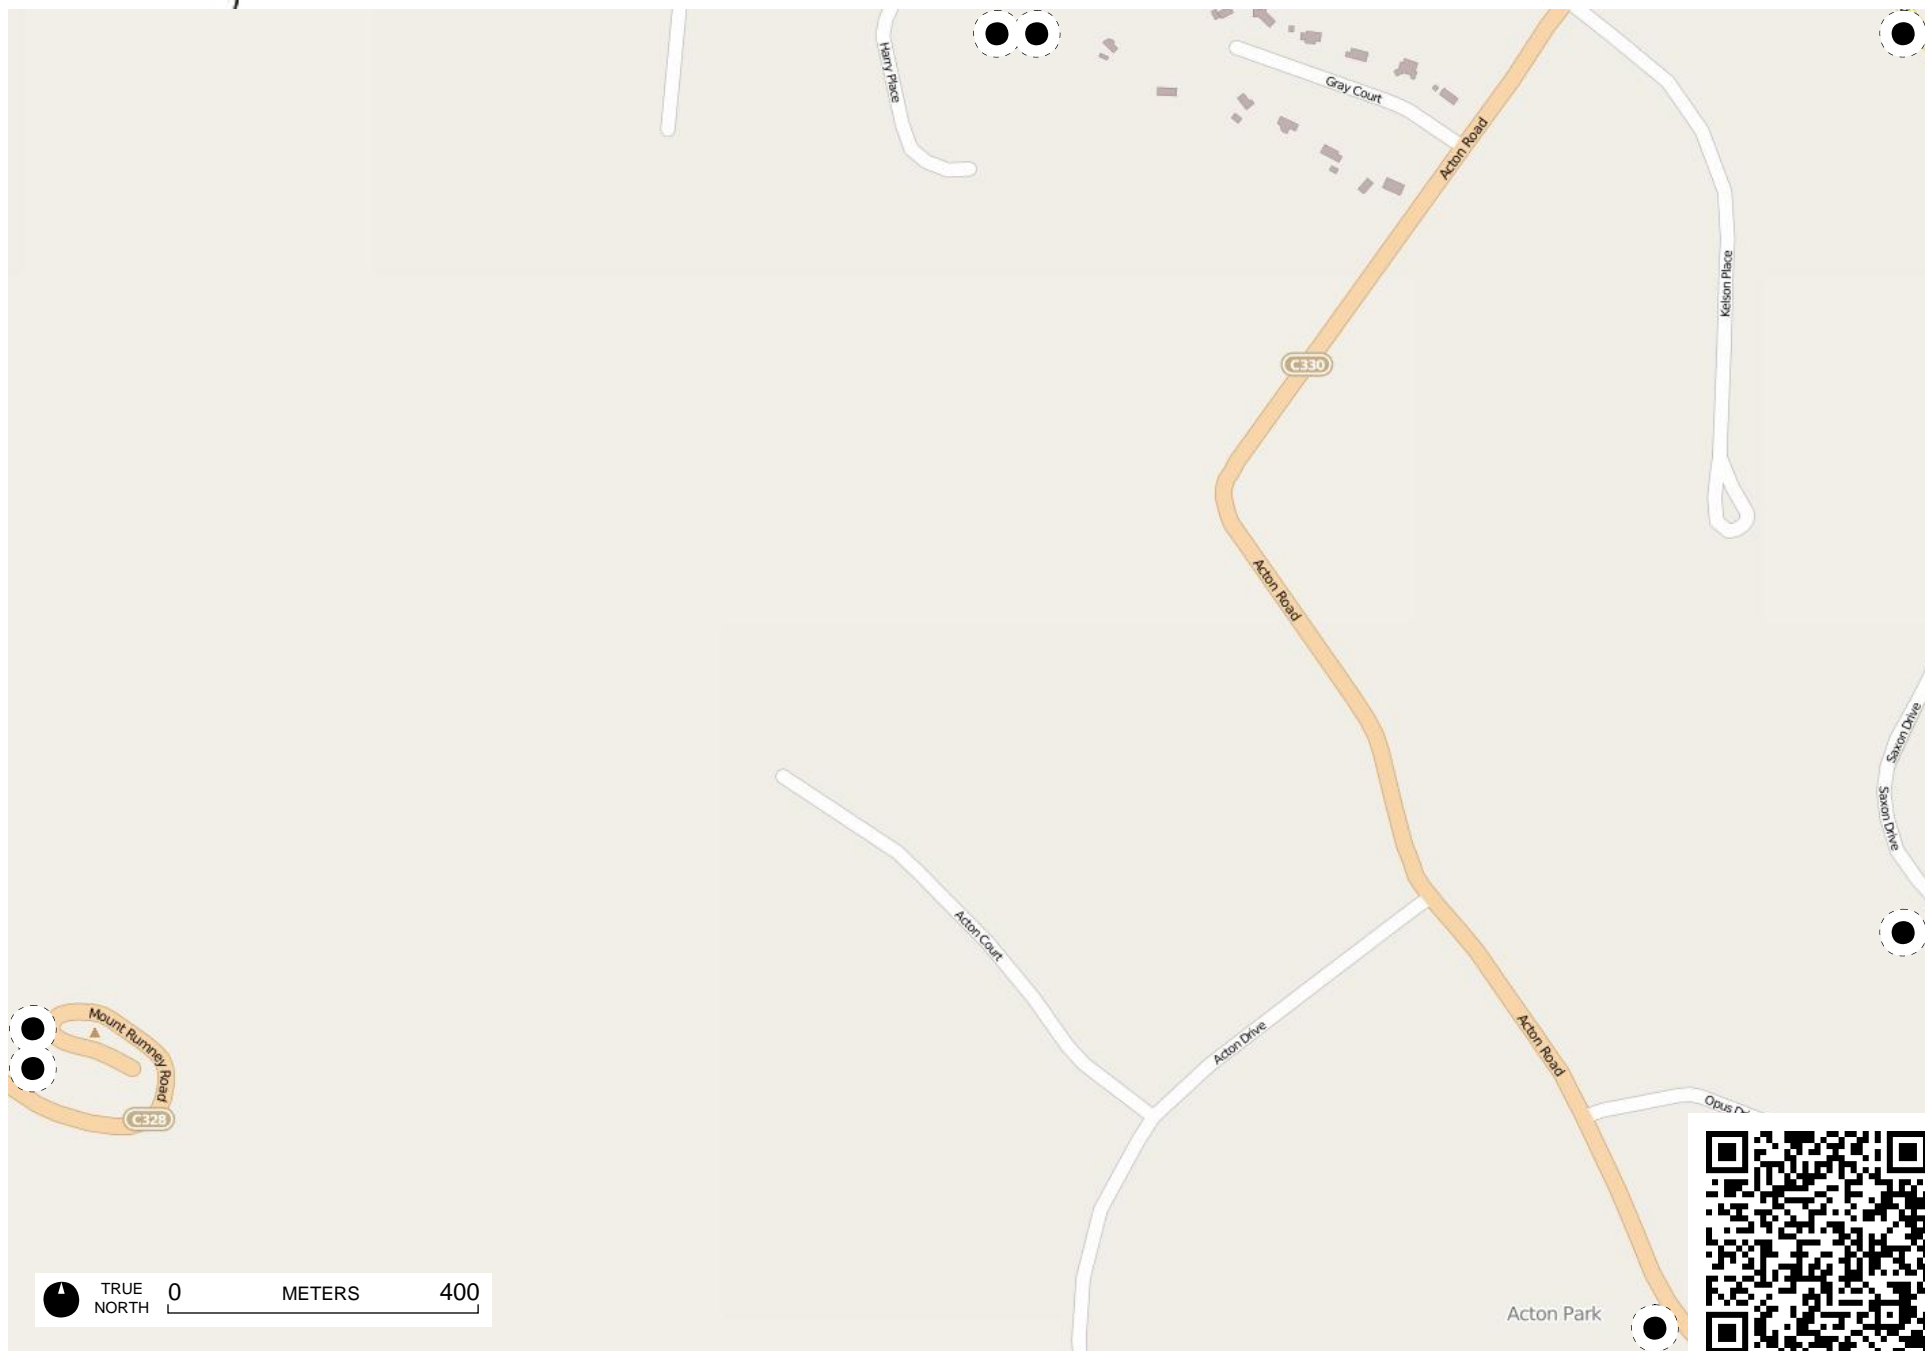 Harry Place
Gray Court
Acton Road
Kelson Place
C330
Acton Road
Saxon Drive
Saxon Drive
Acton Court
Mount Rumney Road
Acton Drive
Acton Road
Opus
C328
TRUE NORTH
0 METERS 400
Acton Park